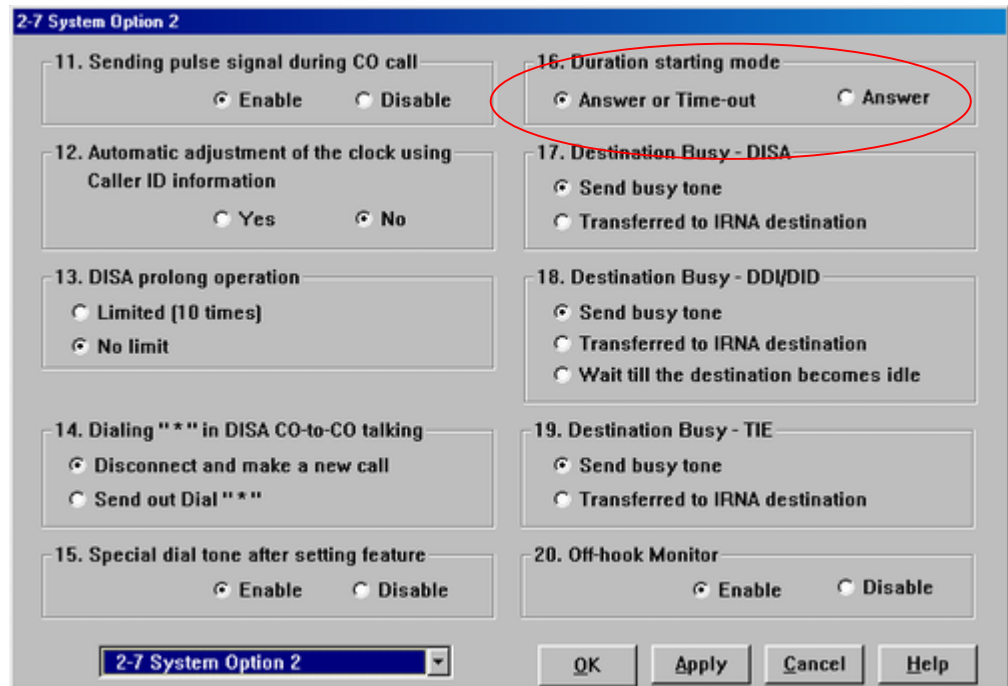 2-7 System Option 2
11. Sending pulse signal during CO call
Enable Disable
12. Automatic adjustment of the clock using
Caller ID information
Yes No
13. DISA prolong operation
Limited (10 times)
No limit
14. Dialing "*" in DISA CO-to-CO talking
Disconnect and make a new call
Send out Dial "*"
15. Special dial tone after setting feature
Enable Disable
16. Duration starting mode
Answer or Time-out Answer
17. Destination Busy - DISA
Send busy tone
Transferred to IRNA destination
18. Destination Busy - DDI/DID
Send busy tone
Transferred to IRNA destination
Wait till the destination becomes idle
19. Destination Busy - TIE
Send busy tone
Transferred to IRNA destination
20. Off-hook Monitor
Enable Disable
2-7 System Option 2
OK Apply Cancel Help